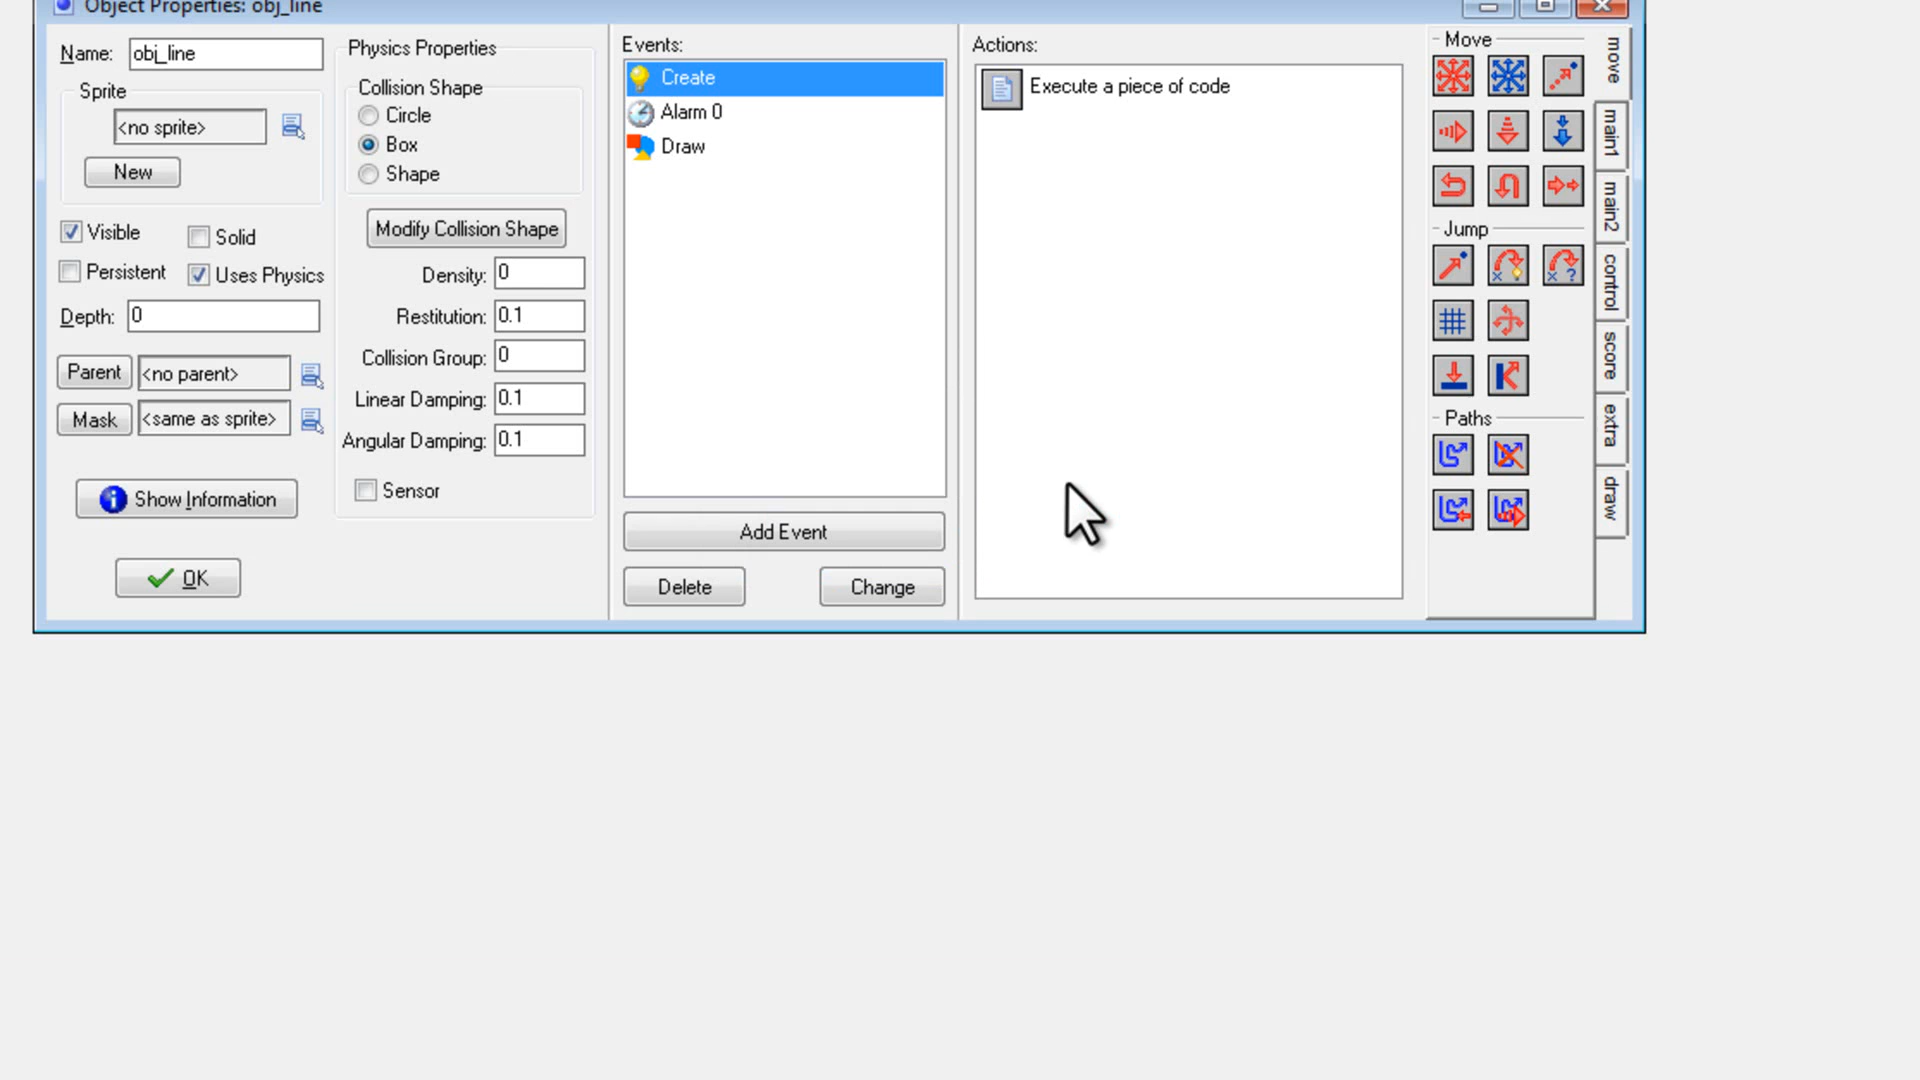 Object Properties: obj_line
Name: obj_line
Sprite
<no sprite>
New
Visible
Solid
Persistent
Uses Physics
Depth: 0
Parent
<no parent>
Mask
<same as sprite>
Show Information
OK
Physics Properties
Collision Shape
Circle
Box
Shape
Modify Collision Shape
Density: 0
Restitution: 0.1
Collision Group: 0
Linear Damping: 0.1
Angular Damping: 0.1
Sensor
Events:
Create
Alarm 0
Draw
Add Event
Delete
Change
Actions:
Execute a piece of code
Move
Jump
Paths
move
main1
main2
control
score
extra
draw